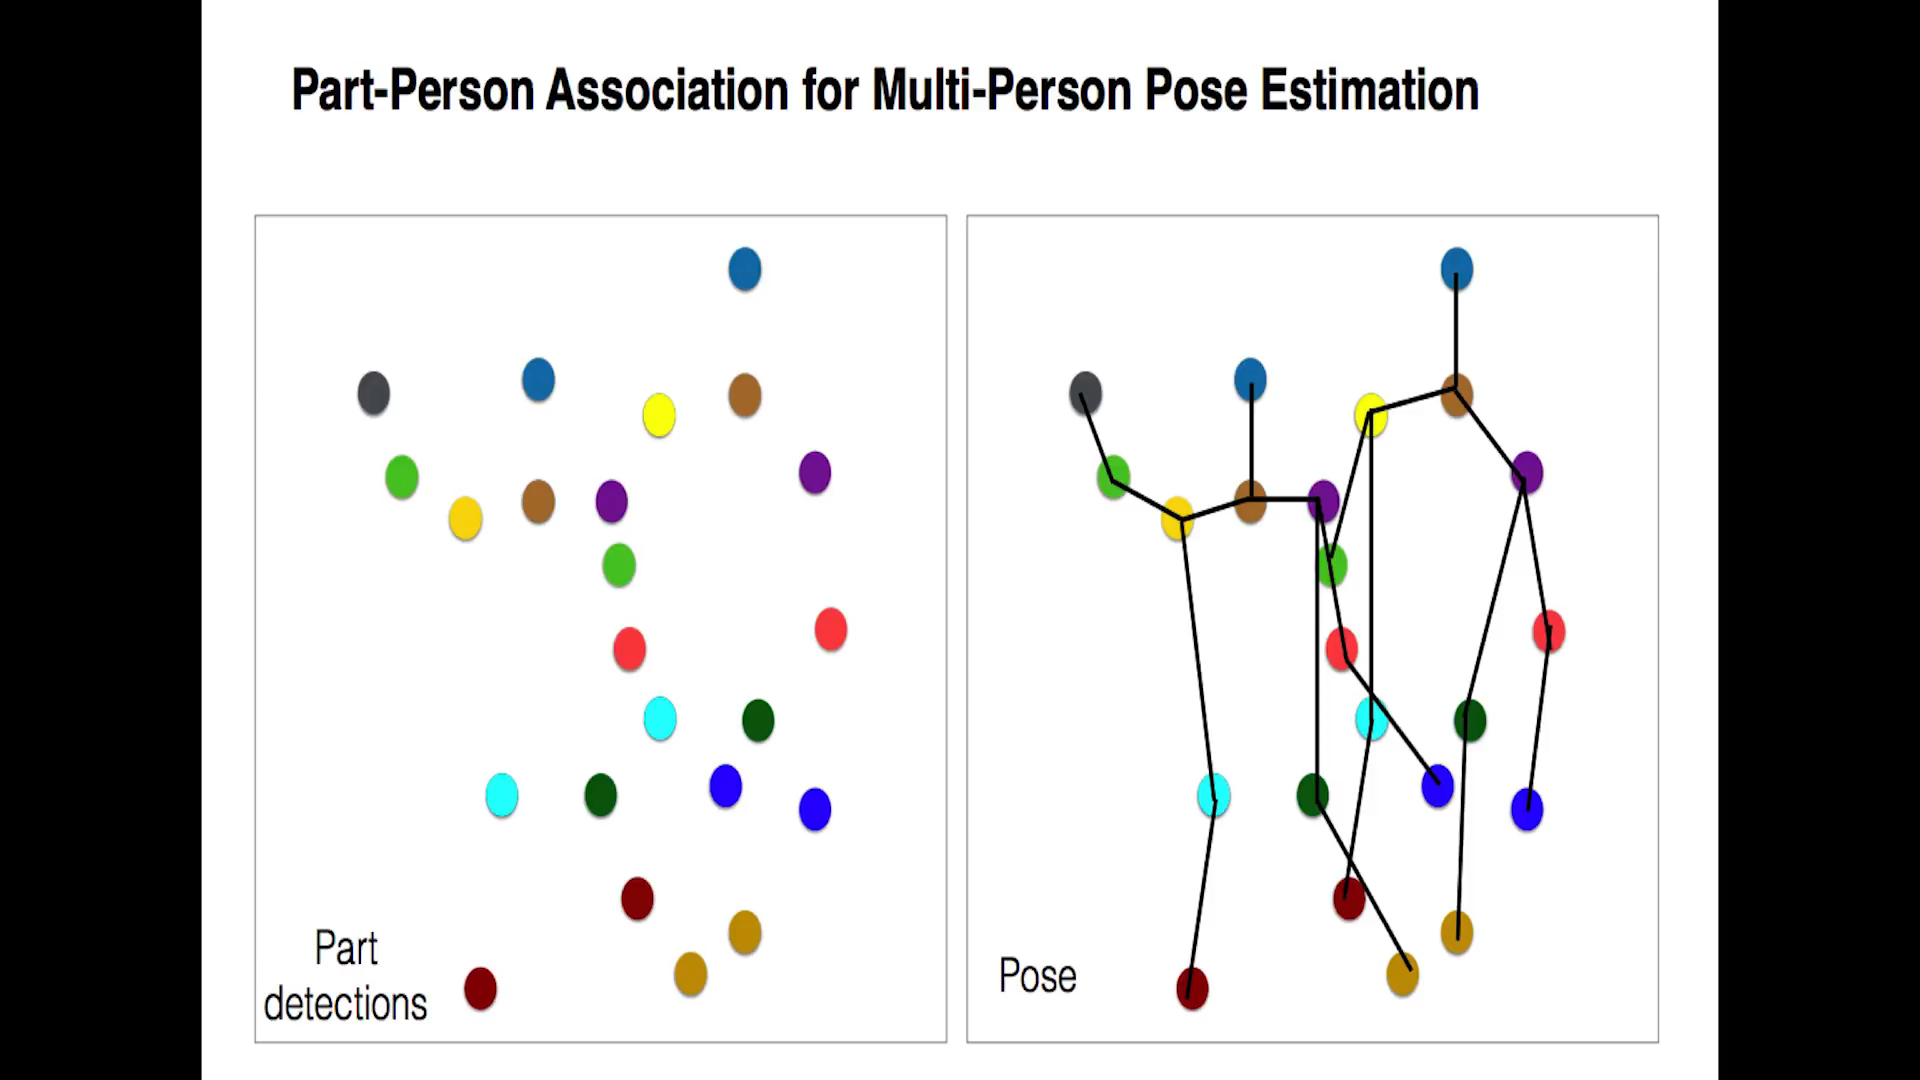 Part-Person Association for Multi-Person Pose Estimation
Part
detections
Pose